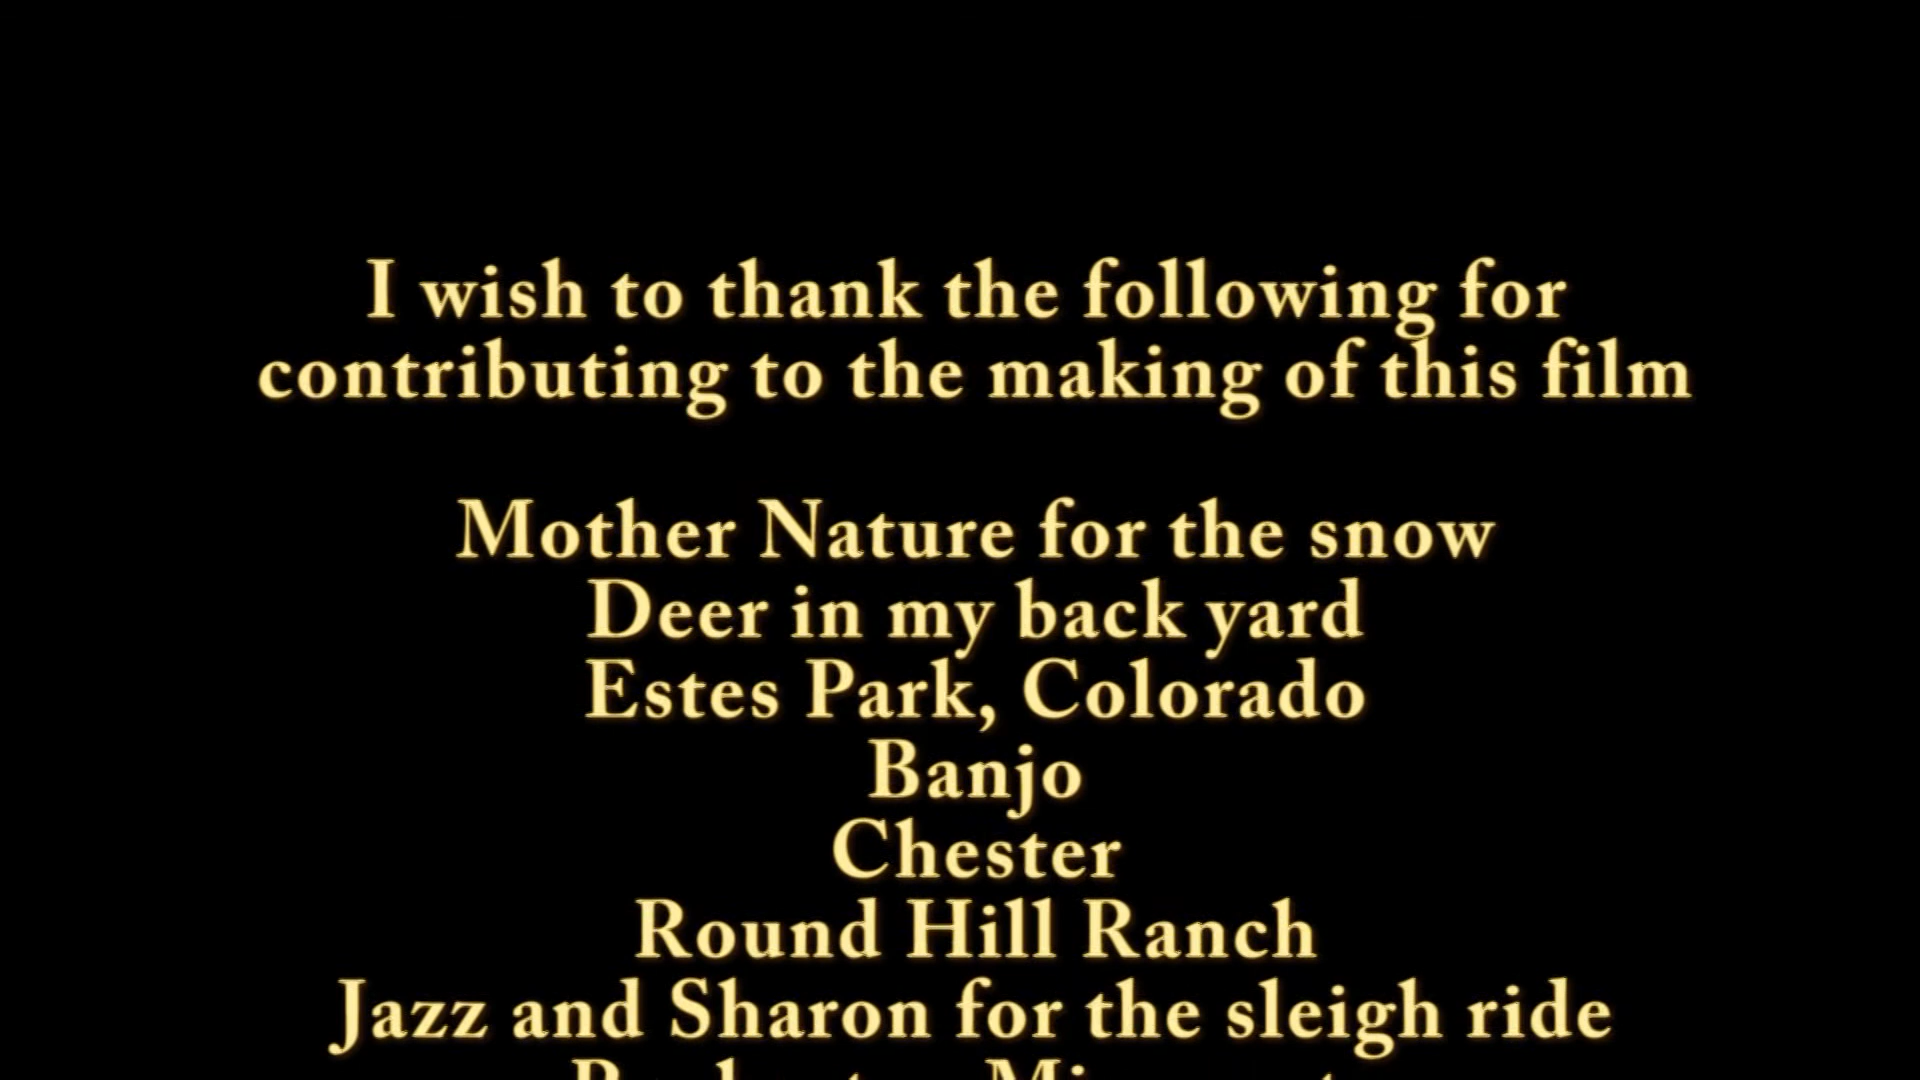 I wish to thank the following for
contributing to the making of this film
Mother Nature for the snow
Deer in my back yard
Estes Park, Colorado
Banjo
Chester
Round Hill Ranch
Jazz and Sharon for the sleigh ride